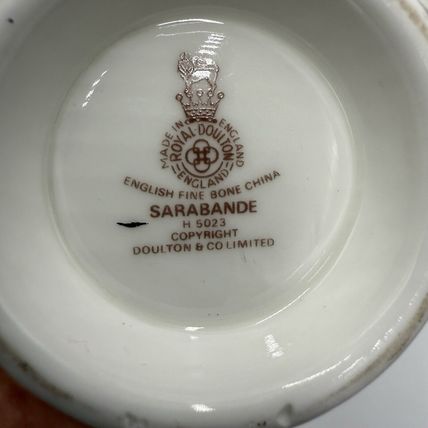 MADE IN ENGLAND
ROYAL·DOULTON
ENGLAND
ENGLISH FINE BONE CHINA
SARABANDE
H 5023
COPYRIGHT
DOULTON & CO LIMITED